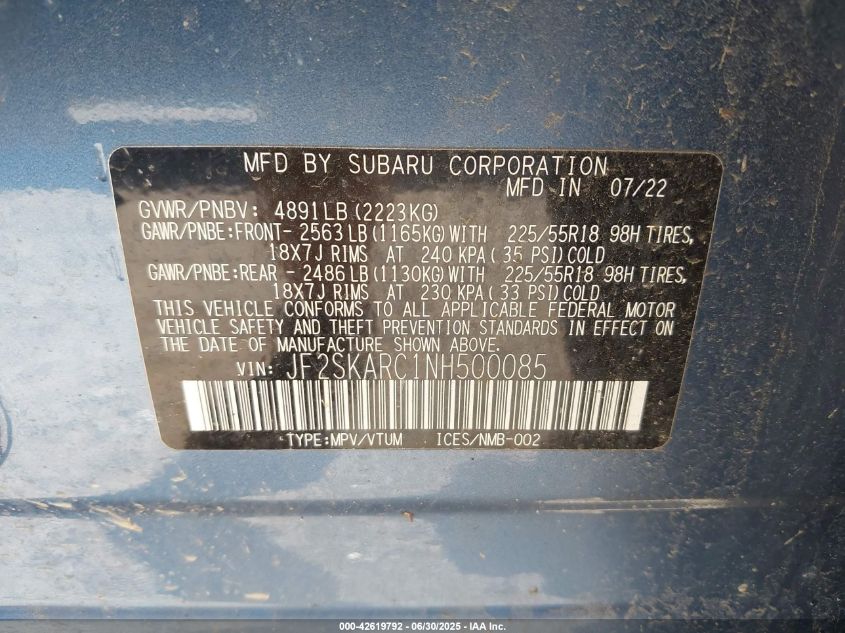 MFD BY SUBARU CORPORATION
MFD IN 07/22
GVWR/PNBV: 4891LB(2223KG)
GAWR/PNBE:FRONT- 2563LB(1165KG)WITH 225/55R18 98H TIRES,
18X7J RIMS AT 240 KPA( 35 PSI)COLD
GAWR/PNBE:REAR - 2486LB(1130KG)WITH 225/55R18 98H TIRES,
18X7J RIMS AT 230 KPA( 33 PSI)COLD
THIS VEHICLE CONFORMS TO ALL APPLICABLE FEDERAL MOTOR
VEHICLE SAFETY AND THEFT PREVENTION STANDARDS IN EFFECT ON
THE DATE OF MANUFACTURE SHOWN ABOVE.
VIN: JF2SKARC1NH500085
TYPE:MPV/VTUM ICES/NMB-002
000-42619792 - 06/30/2025 - IAA Inc.